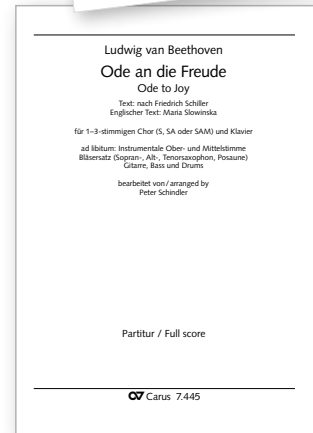 Ludwig van Beethoven
Ode an die Freude
Ode to Joy
Text: nach Friedrich Schiller
Englischer Text: Maria Slowinska
für 1–3-stimmigen Chor (S, SA oder SAM) und Klavier
ad libitum: Instrumentale Ober- und Mittelstimme
Bläsersatz (Sopran-, Alt-, Tenorsaxophon, Posaune)
Gitarre, Bass und Drums
bearbeitet von / arranged by
Peter Schindler
Partitur / Full score
Carus 7.445